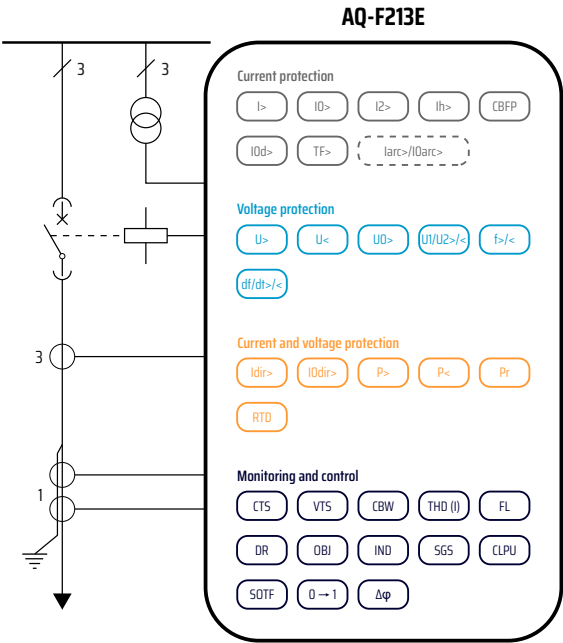 AQ-F213E
3
3
Current protection
I> I0> I2> Ih> CBFP
I0d> TF> Iarc>/I0arc>
Voltage protection
U> U< U0> U1/U2>/< f>/<
df/dt>/<
Current and voltage protection
Idir> I0dir> P> P< Pr
3
RTD
Monitoring and control
1
CTS VTS CBW THD (I) FL
DR OBJ IND SGS CLPU
SOTF 0→1 Δφ